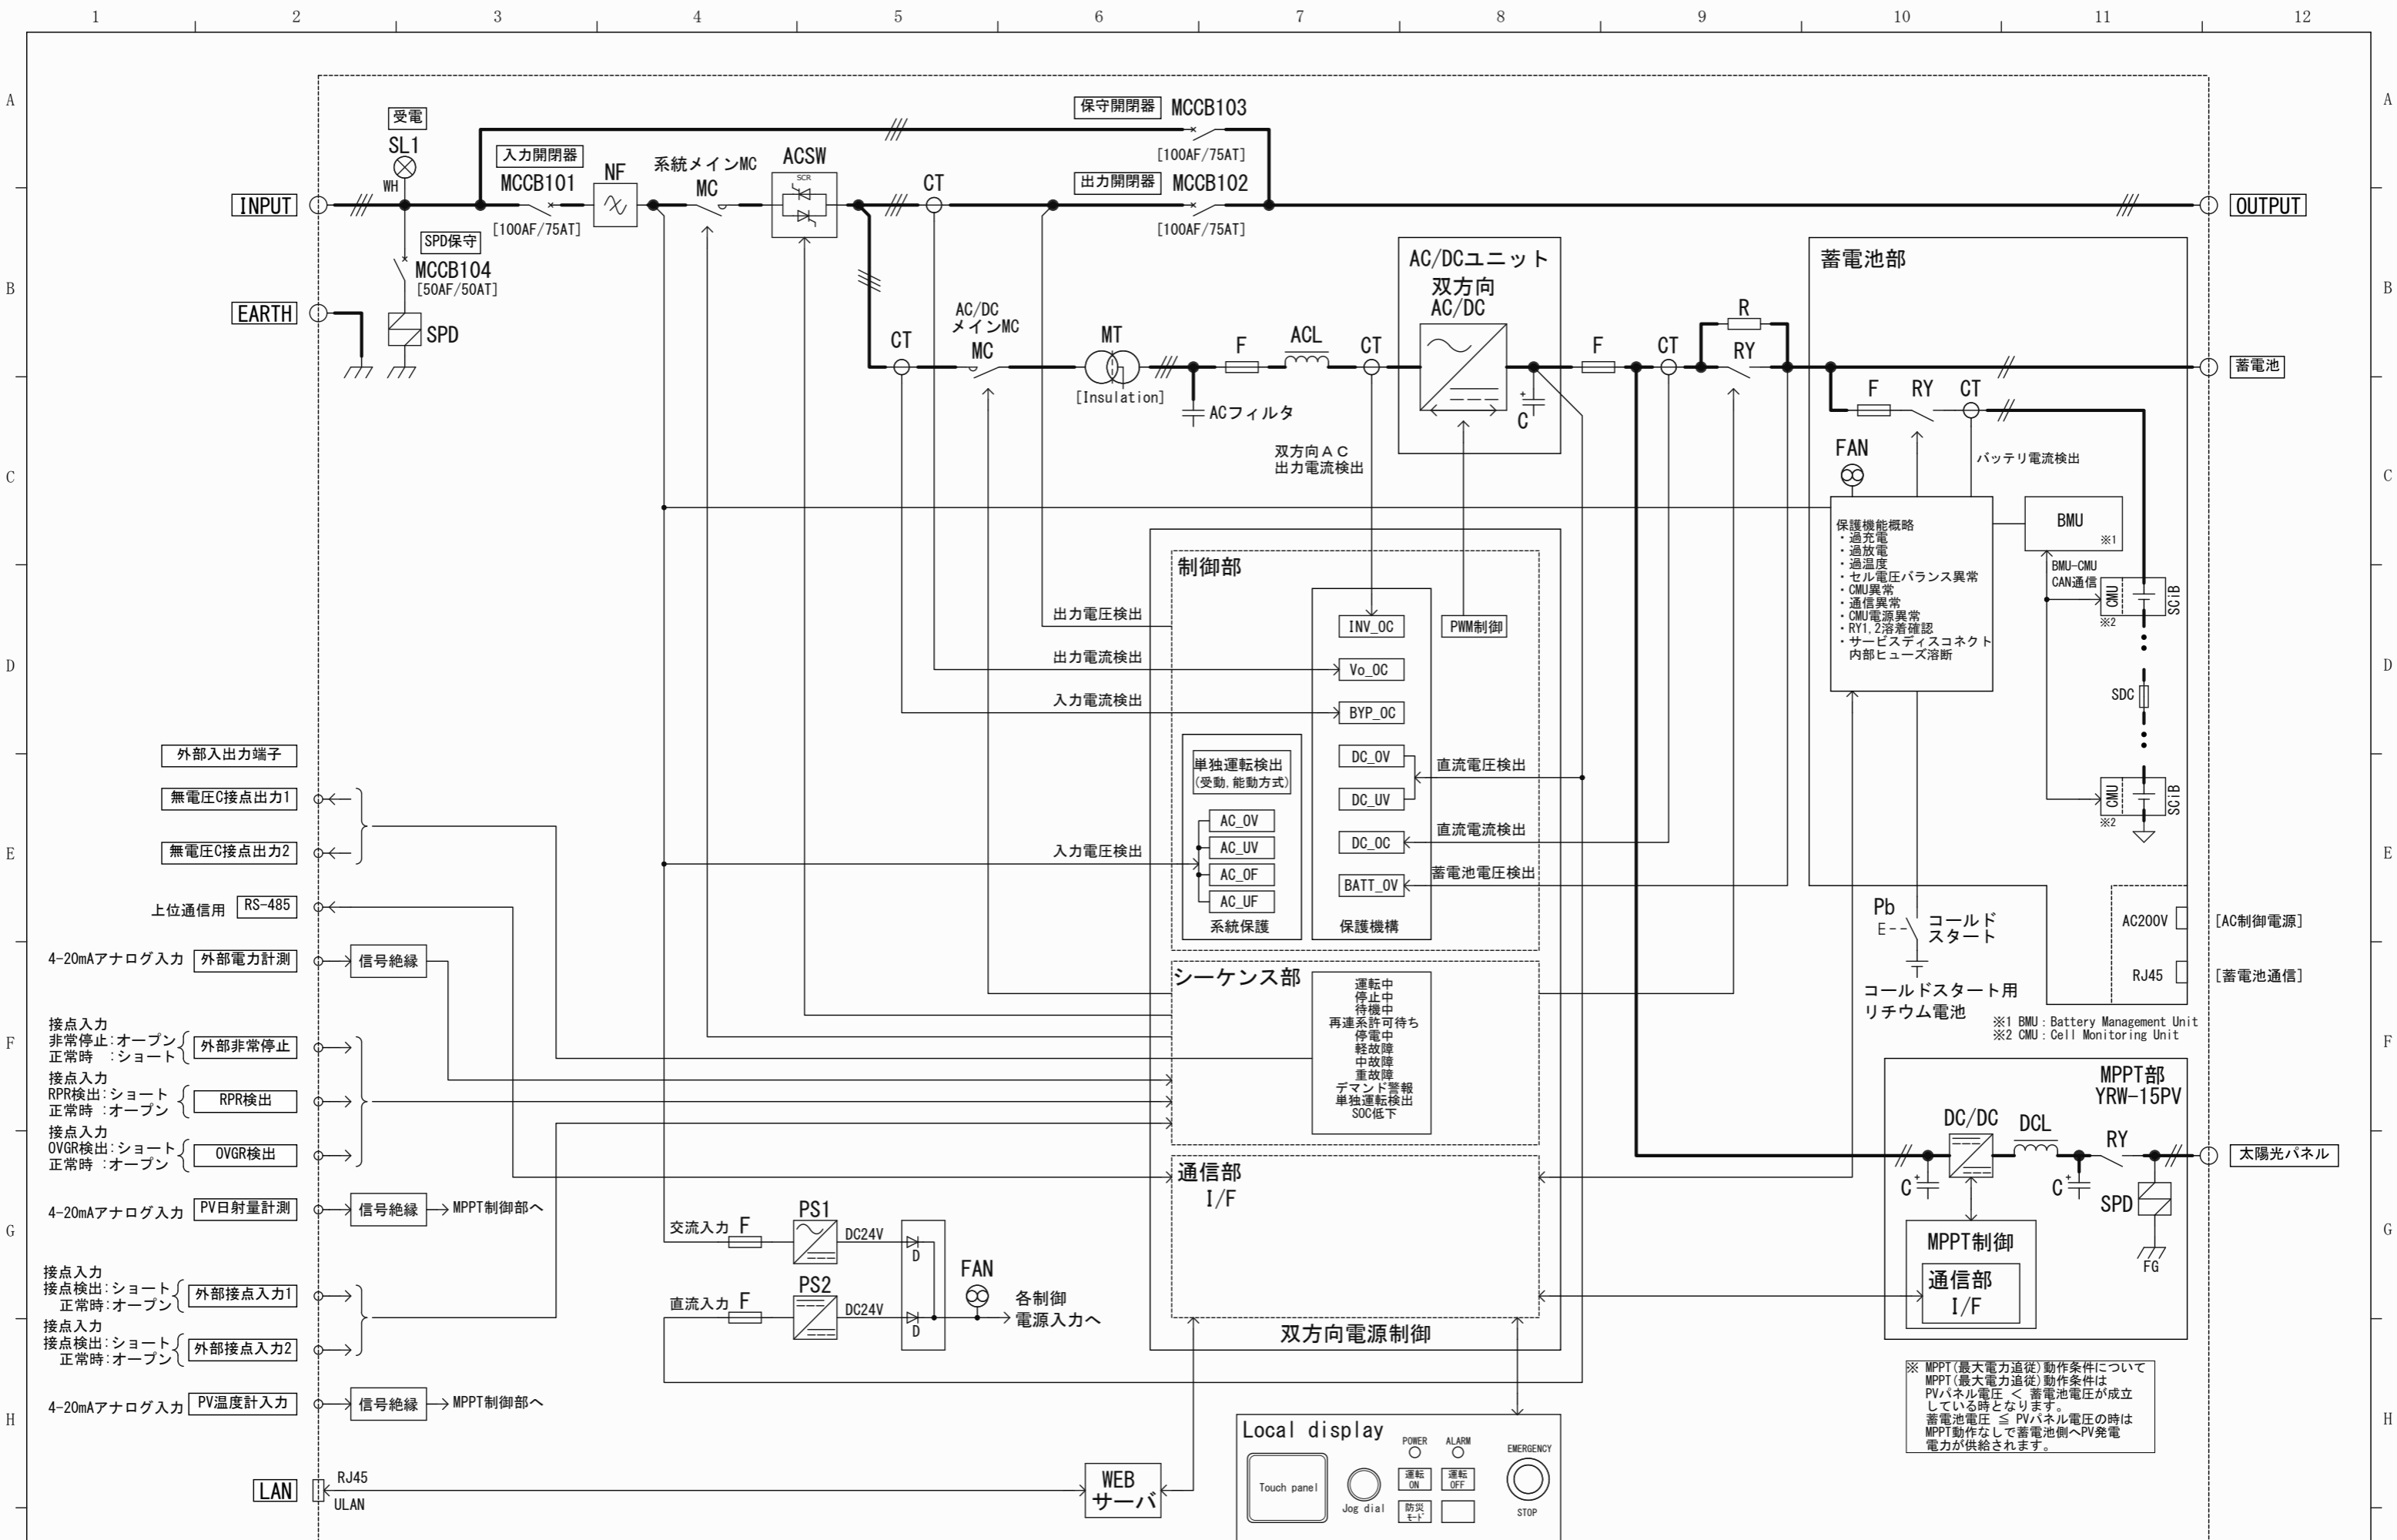 1 2 3 4 5 6 7 8 9 10 11 12
A
A
B
B
C
C
D
D
E
E
F
F
G
G
H
H
受電
SL1
WH
保守開閉器 MCCB103
[100AF/75AT]
入力開閉器
MCCB101
[100AF/75AT]
NF
系統メインMC
MC
ACSW
SCR
CT
出力開閉器 MCCB102
[100AF/75AT]
INPUT
OUTPUT
SPD保守
MCCB104
[50AF/50AT]
EARTH
SPD
CT
AC/DC
メインMC
MC
MT
[Insulation]
F
ACL
CT
ACフィルタ
AC/DCユニット
双方向
AC/DC
C
+
F
CT
R
RY
蓄電池部
蓄電池
F
RY
CT
FAN
バッテリ電流検出
双方向AC
出力電流検出
保護機能概略
・過充電
・過放電
・過温度
・セル電圧バランス異常
・CMU異常
・通信異常
・CMU電源異常
・RY1,2溶着確認
・サービスディスコネクト
内部ヒューズ溶断
BMU
※1
BMU-CMU
CAN通信
CMU
SCiB
※2
SDC
CMU
SCiB
※2
制御部
出力電圧検出
INV_OC
PWM制御
出力電流検出
Vo_OC
入力電流検出
BYP_OC
単独運転検出
(受動,能動方式)
DC_OV
直流電圧検出
DC_UV
AC_OV
AC_UV
AC_OF
AC_UF
系統保護
入力電圧検出
DC_OC
直流電流検出
BATT_OV
蓄電池電圧検出
保護機構
Pb
E--
コールド
スタート
コールドスタート用
リチウム電池
AC200V
[AC制御電源]
RJ45
[蓄電池通信]
※1 BMU：Battery Management Unit
※2 CMU：Cell Monitoring Unit
外部入出力端子
無電圧C接点出力1
無電圧C接点出力2
上位通信用 RS-485
4-20mAアナログ入力 外部電力計測 信号絶縁
接点入力
非常停止:オープン
正常時 :ショート
外部非常停止
接点入力
RPR検出:ショート
正常時 :オープン
RPR検出
接点入力
OVGR検出:ショート
正常時 :オープン
OVGR検出
4-20mAアナログ入力 PV日射量計測 信号絶縁 MPPT制御部へ
接点入力
接点検出:ショート
正常時:オープン
外部接点入力1
接点入力
接点検出:ショート
正常時:オープン
外部接点入力2
4-20mAアナログ入力 PV温度計入力 信号絶縁 MPPT制御部へ
LAN
RJ45
ULAN
WEB
サーバ
シーケンス部
運転中
停止中
待機中
再連系許可待ち
停電中
軽故障
中故障
重故障
デマンド警報
単独運転検出
SOC低下
通信部
I/F
双方向電源制御
交流入力 F
PS1
DC24V
D
直流入力 F
PS2
DC24V
D
FAN
各制御
電源入力へ
MPPT部
YRW-15PV
DC/DC
DCL
RY
C
+
C
+
SPD
FG
太陽光パネル
MPPT制御
通信部
I/F
※ MPPT(最大電力追従)動作条件について
MPPT(最大電力追従)動作条件は
PVパネル電圧 ＜ 蓄電池電圧が成立
している時となります。
蓄電池電圧 ≦ PVパネル電圧の時は
MPPT動作なしで蓄電池側へPV発電
電力が供給されます。
Local display
Touch panel
Jog dial
POWER
ALARM
運転
ON
運転
OFF
防災
ﾓｰﾄﾞ
EMERGENCY
STOP